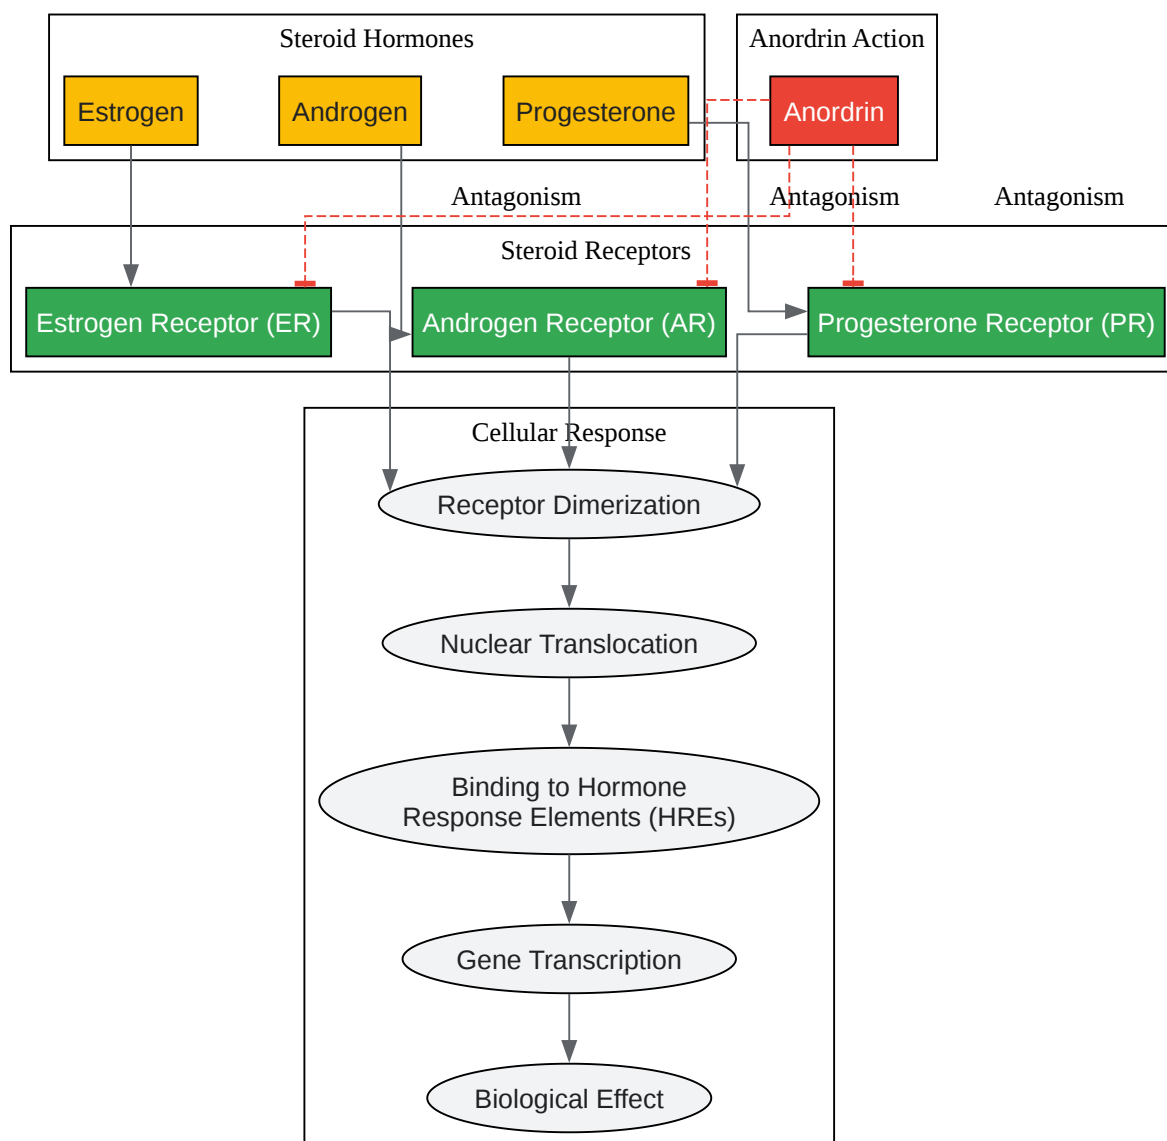 Steroid Hormones
Anordrin Action
Estrogen
Androgen
Progesterone
Anordrin
Antagonism
Antagonism
Antagonism
Steroid Receptors
Estrogen Receptor (ER)
Androgen Receptor (AR)
Progesterone Receptor (PR)
Cellular Response
Receptor Dimerization
Nuclear Translocation
Binding to Hormone
Response Elements (HREs)
Gene Transcription
Biological Effect